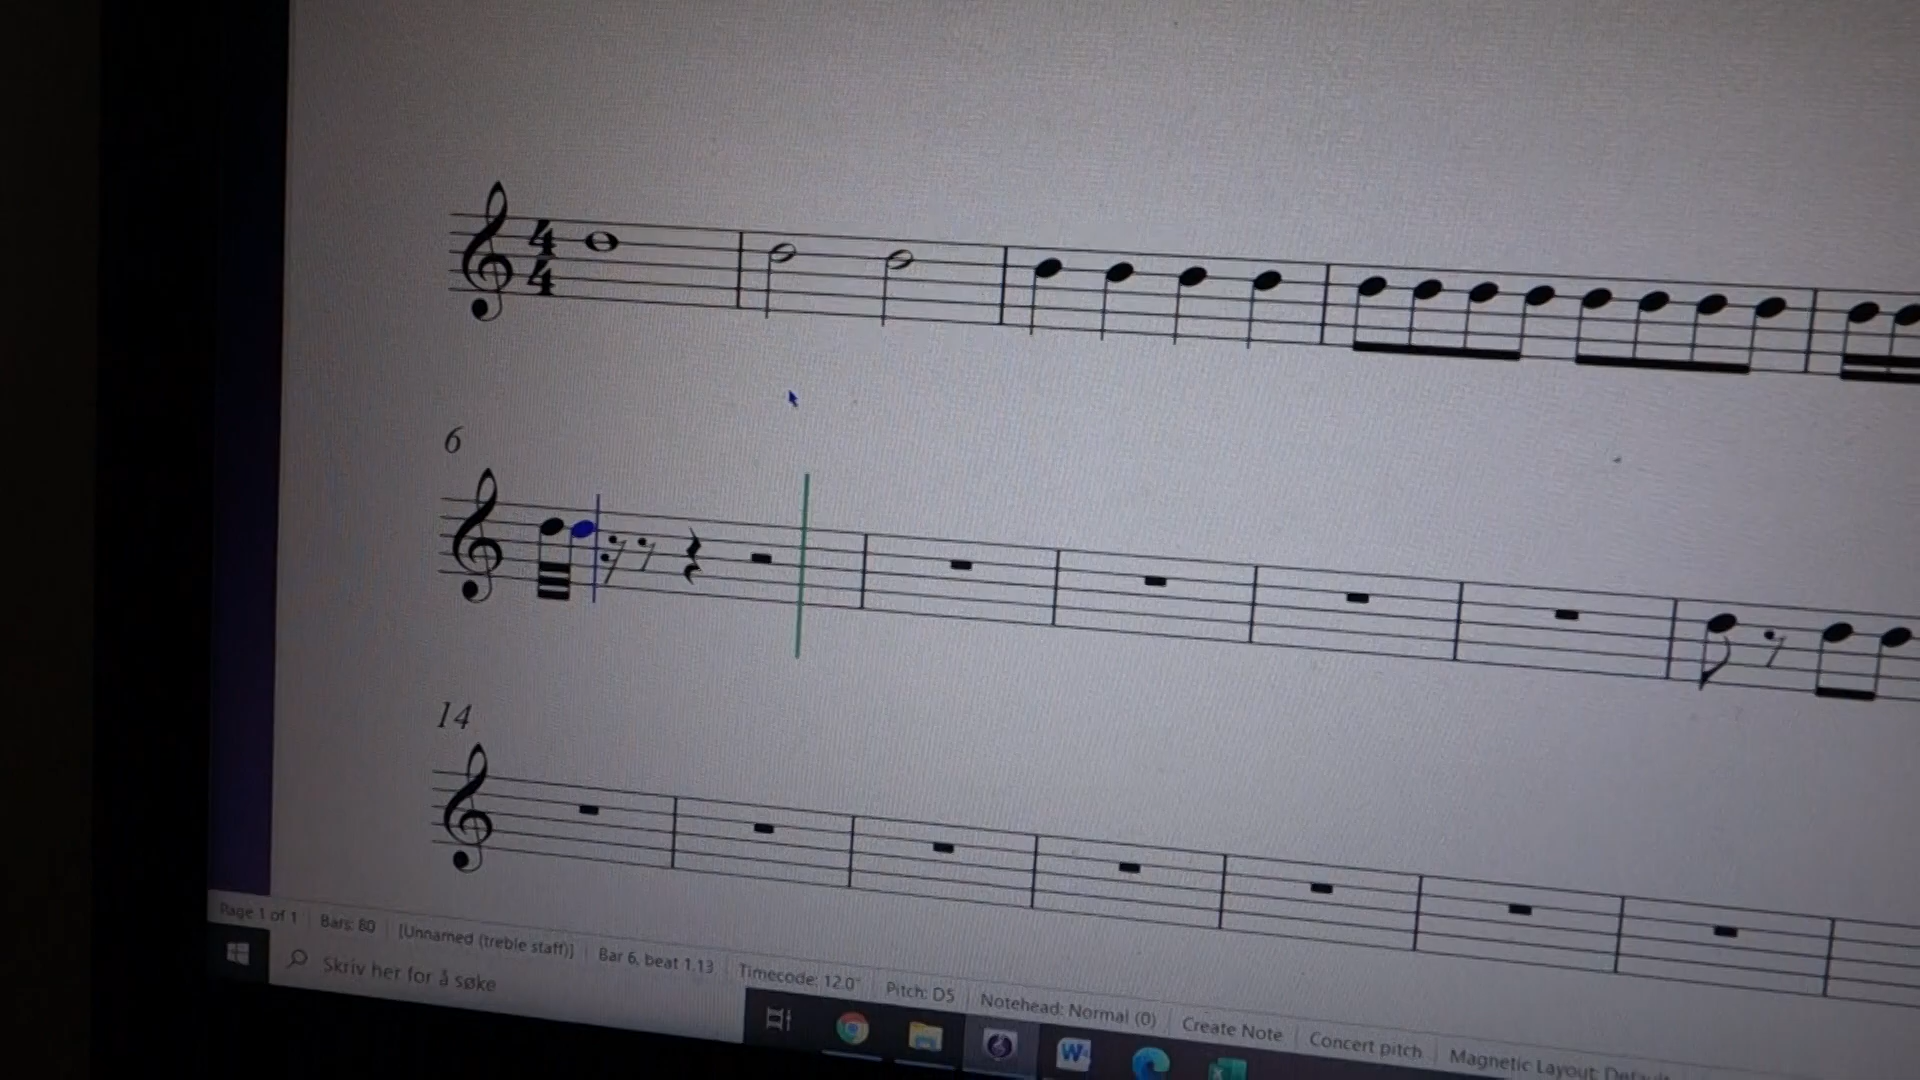 4
4
6
14
Page 1 of 1 Bars: 80 [Unnamed (treble staff)] Bar 6, beat 1.13 Timecode: 12.0" Pitch: D5 Notehead: Normal (0) Create Note Concert pitch Magnetic Layout: Default
Skriv her for å søke